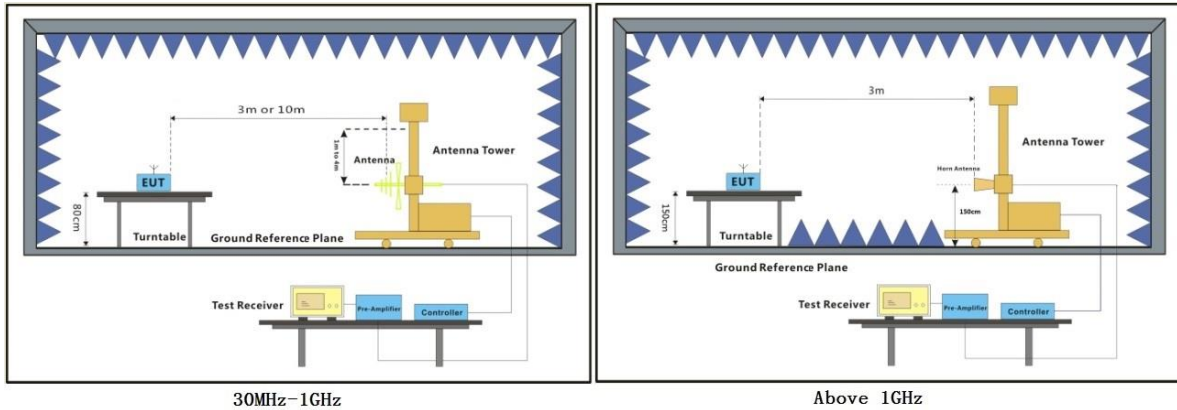 3m or 10m
1m to 4m
Antenna
Antenna Tower
EUT
80cm
Turntable
Ground Reference Plane
Test Receiver
Pre-Amplifier
Controller
30MHz-1GHz
3m
Horn Antenna
Antenna Tower
EUT
150cm
150cm
Turntable
Ground Reference Plane
Test Receiver
Pre-Amplifier
Controller
Above 1GHz